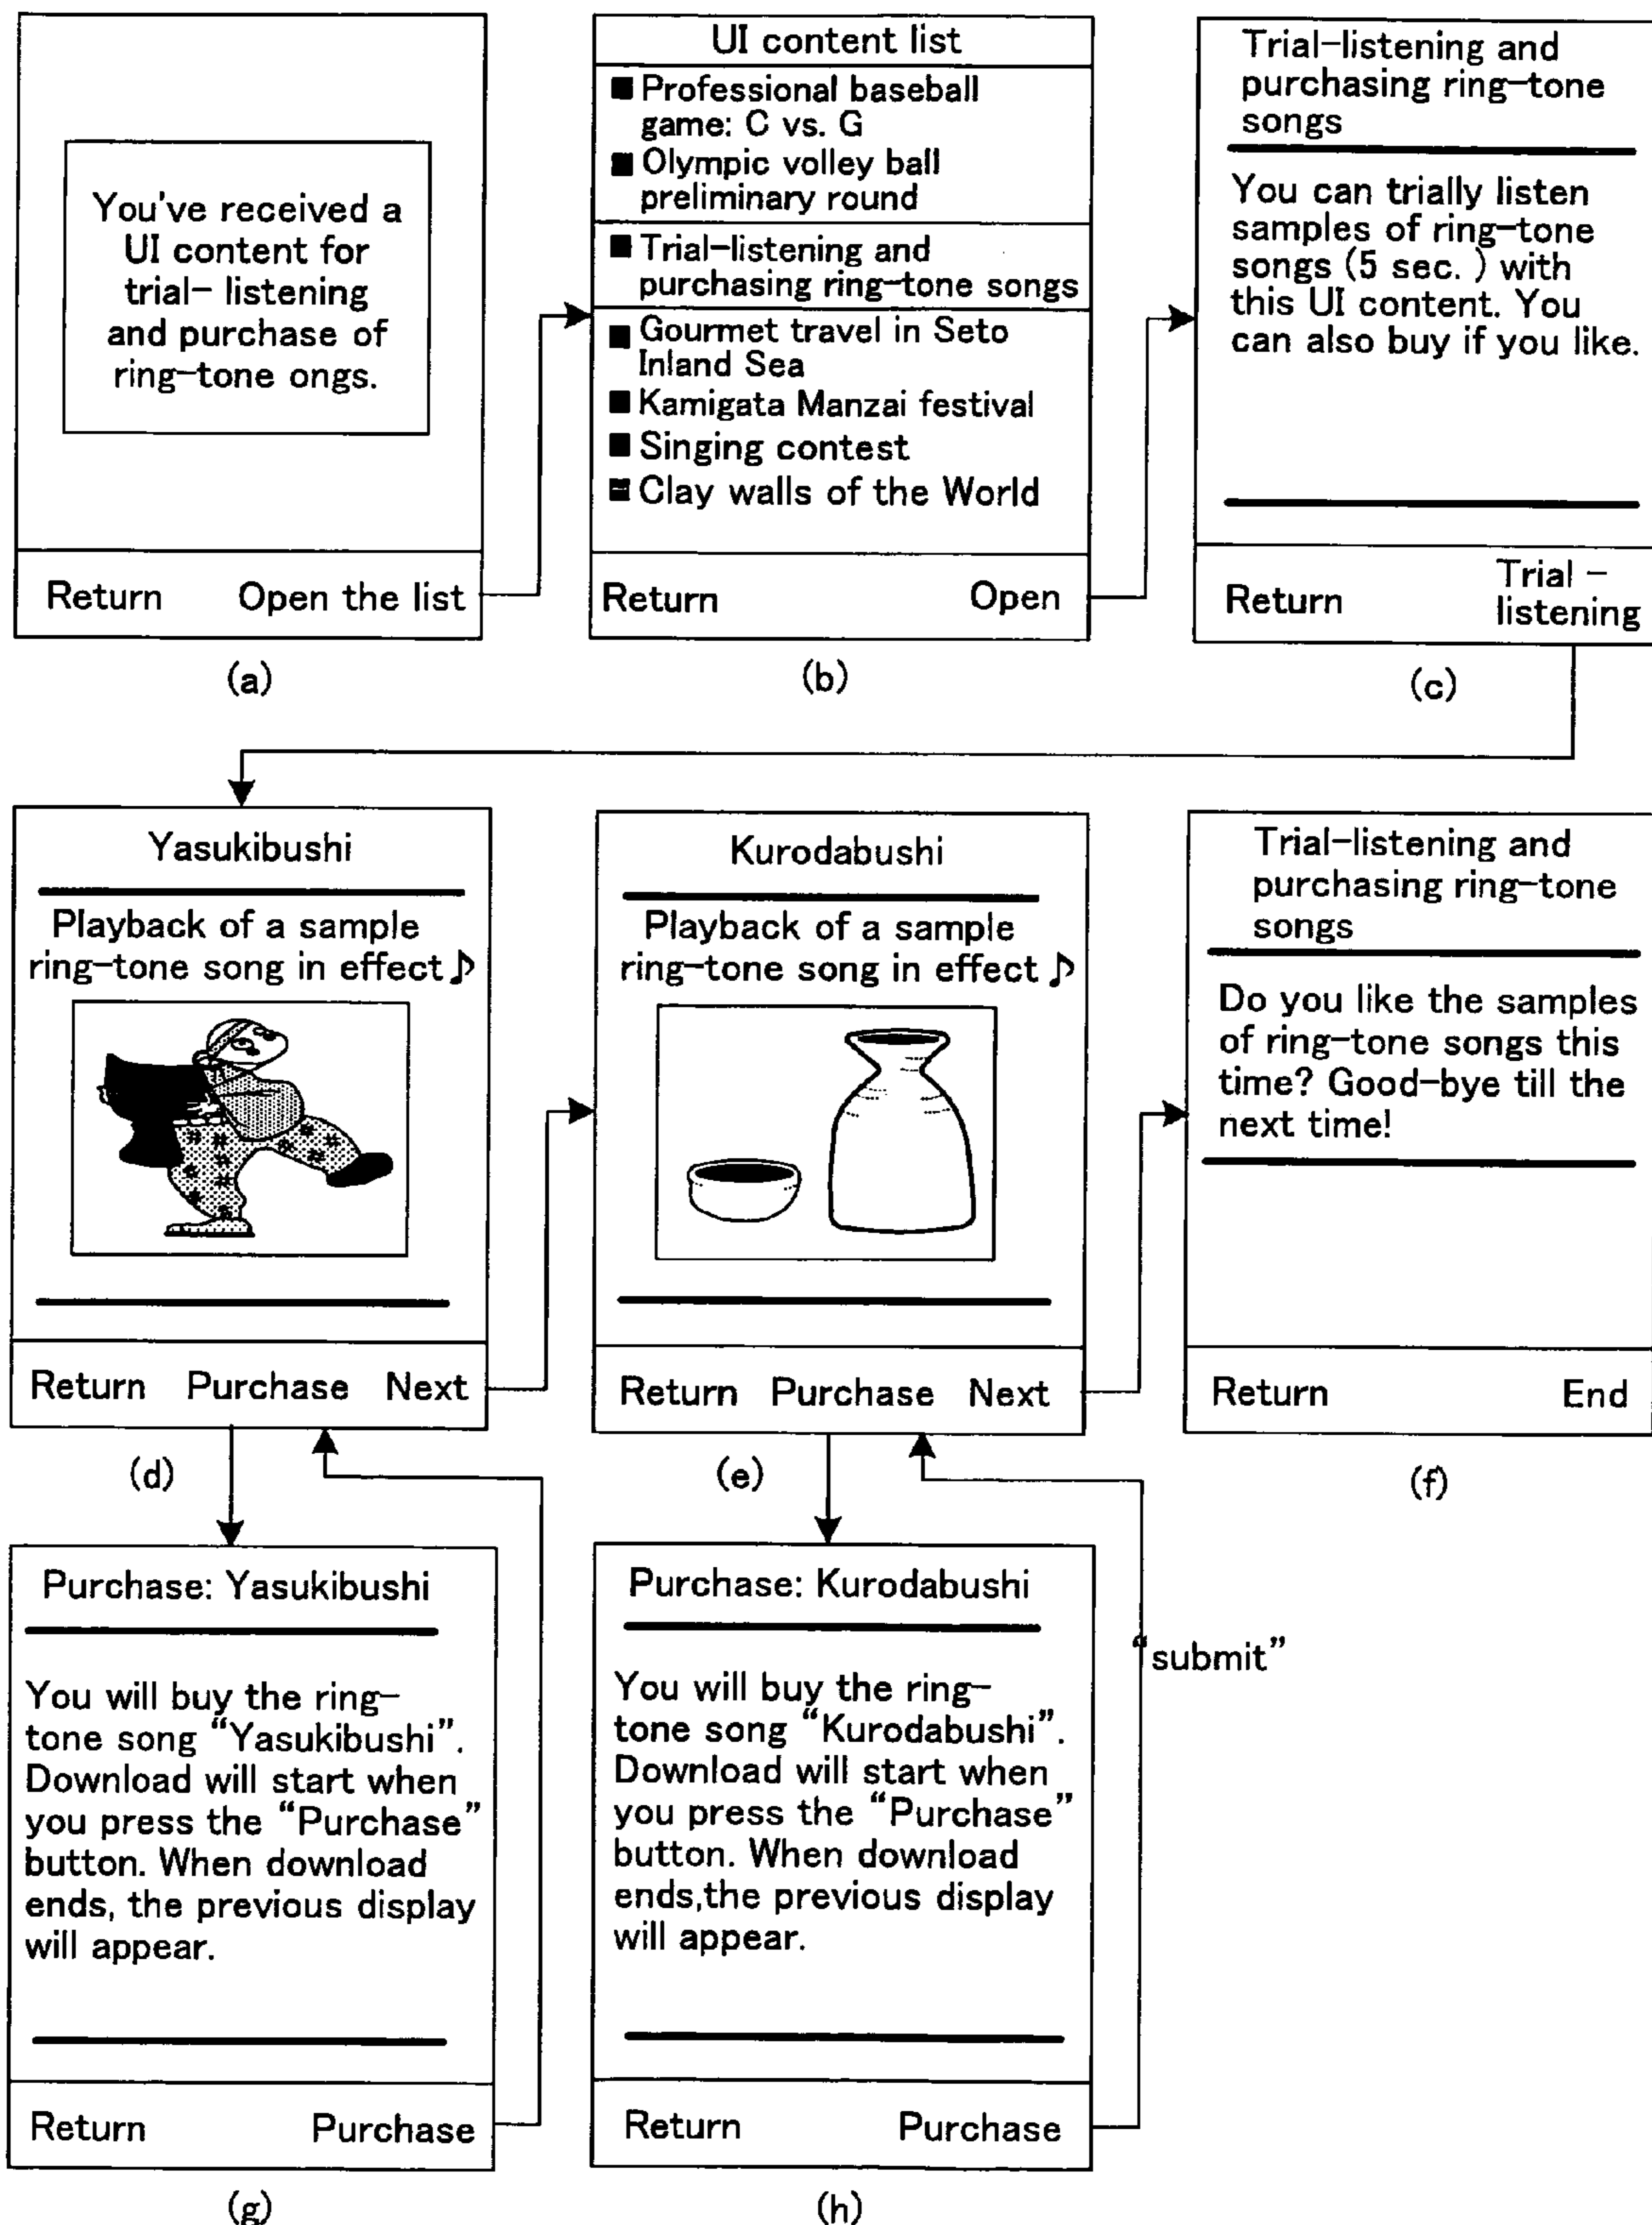 You've received a
UI content for
trial- listening
and purchase of
ring-tone ongs.
Return Open the list
(a)
UI content list
■ Professional baseball
game: C vs. G
■ Olympic volley ball
preliminary round
■ Trial-listening and
purchasing ring-tone songs
■ Gourmet travel in Seto
Inland Sea
■ Kamigata Manzai festival
■ Singing contest
■ Clay walls of the World
Return Open
(b)
Trial-listening and
purchasing ring-tone
songs
You can trially listen
samples of ring-tone
songs (5 sec. ) with
this UI content. You
can also buy if you like.
Return Trial -
listening
(c)
Yasukibushi
Playback of a sample
ring-tone song in effect♪
Return Purchase Next
(d)
Kurodabushi
Playback of a sample
ring-tone song in effect♪
Return Purchase Next
(e)
Trial-listening and
purchasing ring-tone
songs
Do you like the samples
of ring-tone songs this
time? Good-bye till the
next time!
Return End
(f)
Purchase: Yasukibushi
You will buy the ring-
tone song “Yasukibushi”.
Download will start when
you press the “Purchase”
button. When download
ends, the previous display
will appear.
Return Purchase
(g)
Purchase: Kurodabushi
You will buy the ring-
tone song “Kurodabushi”.
Download will start when
you press the “Purchase”
button. When download
ends,the previous display
will appear.
Return Purchase
(h)
“submit”